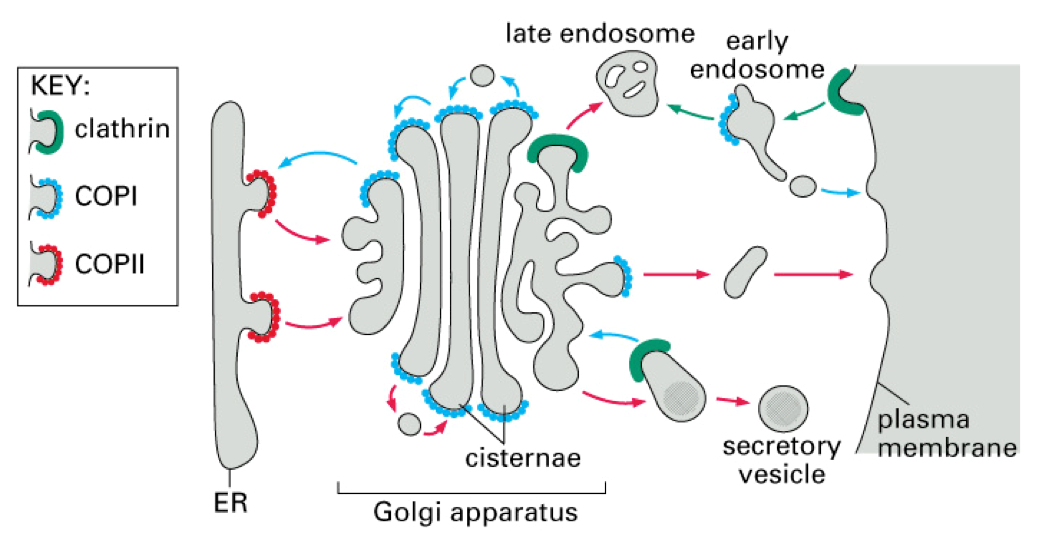 KEY:
clathrin
COPI
COPII
late endosome
early
endosome
cisternae
secretory
vesicle
plasma
membrane
ER
Golgi apparatus